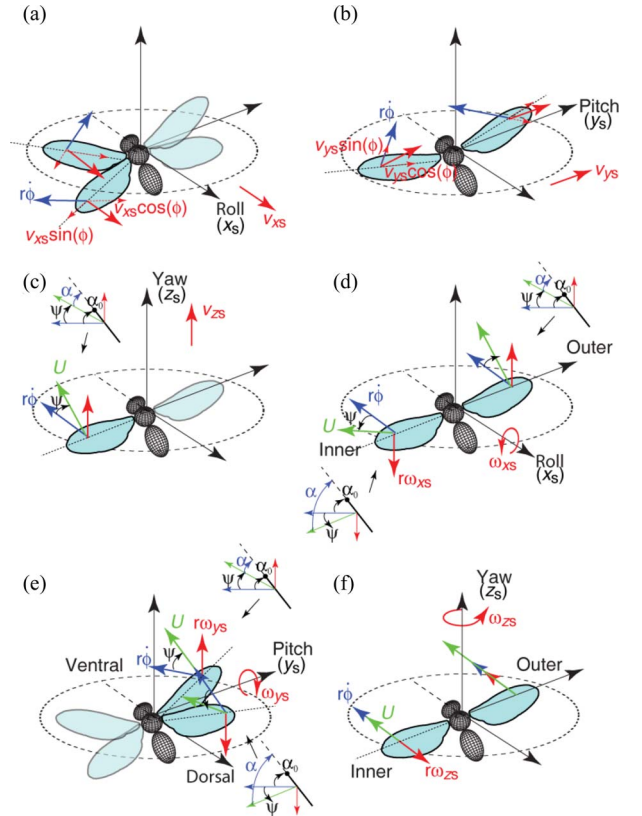 (a)
rφ̇
v_xs cos(φ)
v_xs sin(φ)
Roll
(x_s)
v_xs
(b)
Pitch
(y_s)
v_ys sin(φ)
rφ̇
v_ys cos(φ)
v_ys
(c)
Yaw
(z_s)
v_zs
α
α₀
ψ
U
rφ̇
ψ
(d)
α
α₀
ψ
Outer
rφ̇
ψ
U
Inner
rω_xs
ω_xs
Roll
(x_s)
α
α₀
ψ
(e)
α
α₀
ψ
U
rω_ys
ψ
rφ̇
Ventral
Pitch
(y_s)
ω_ys
Dorsal
α
α₀
ψ
(f)
Yaw
(z_s)
ω_zs
Outer
rφ̇
U
Inner
rω_zs